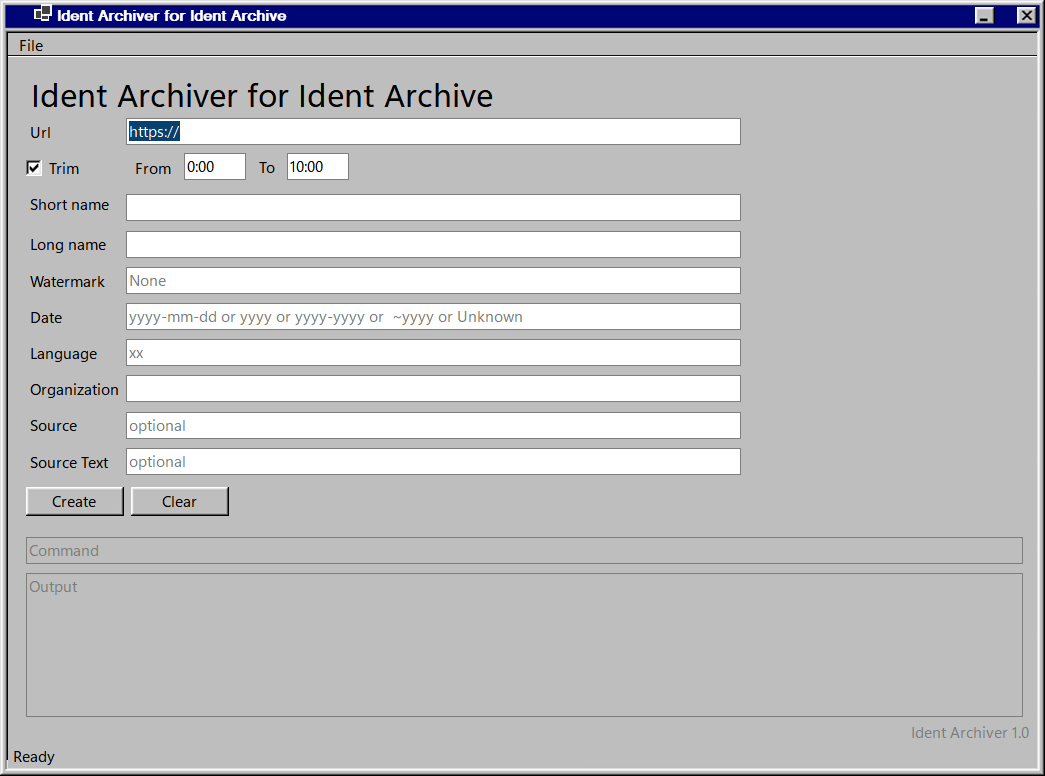 Ident Archiver for Ident Archive
File
Ident Archiver for Ident Archive
Url https://
Trim From 0:00 To 10:00
Short name
Long name
Watermark None
Date yyyy-mm-dd or yyyy or yyyy-yyyy or  ~yyyy or Unknown
Language xx
Organization
Source optional
Source Text optional
Create Clear
Command
Output
Ident Archiver 1.0
Ready